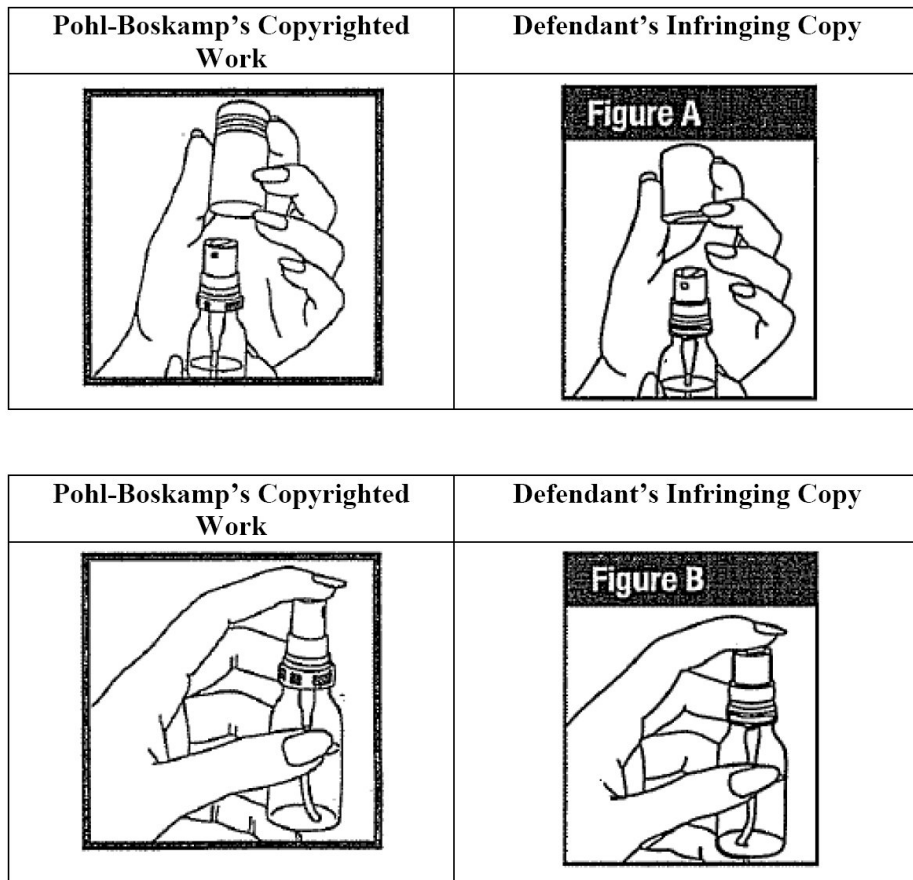 Pohl-Boskamp’s Copyrighted
Work
Defendant’s Infringing Copy
Figure A
Pohl-Boskamp’s Copyrighted
Work
Defendant’s Infringing Copy
Figure B